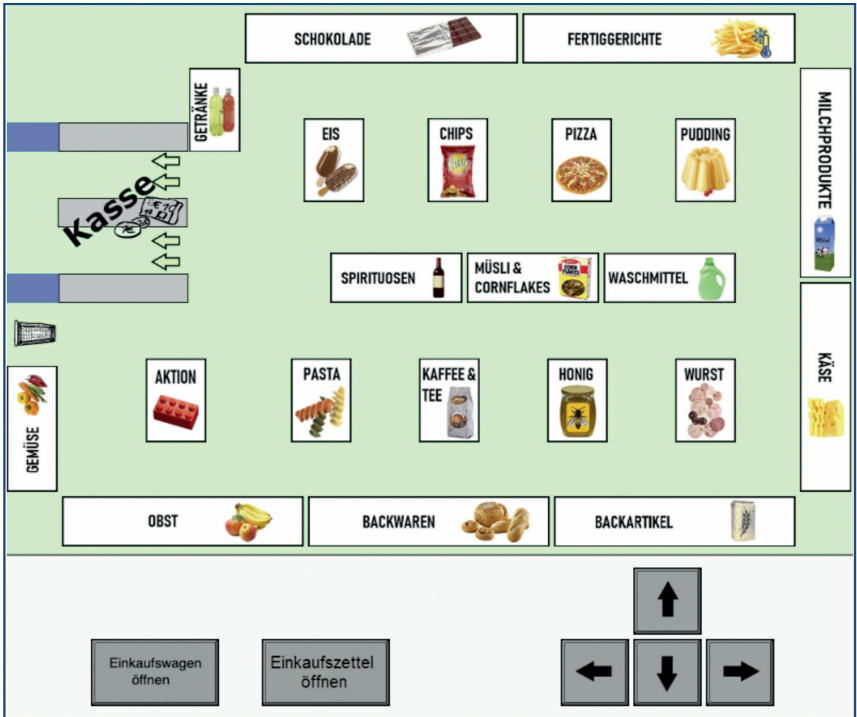 SCHOKOLADE
FERTIGGERICHTE
GETRÄNKE
MILCHPRODUKTE
EIS
CHIPS
PIZZA
PUDDING
Kasse
SPIRITUOSEN
MÜSLI &
CORNFLAKES
WASCHMITTEL
KÄSE
AKTION
PASTA
KAFFEE &
TEE
HONIG
WURST
GEMÜSE
OBST
BACKWAREN
BACKARTIKEL
Einkaufswagen
öffnen
Einkaufszettel
öffnen